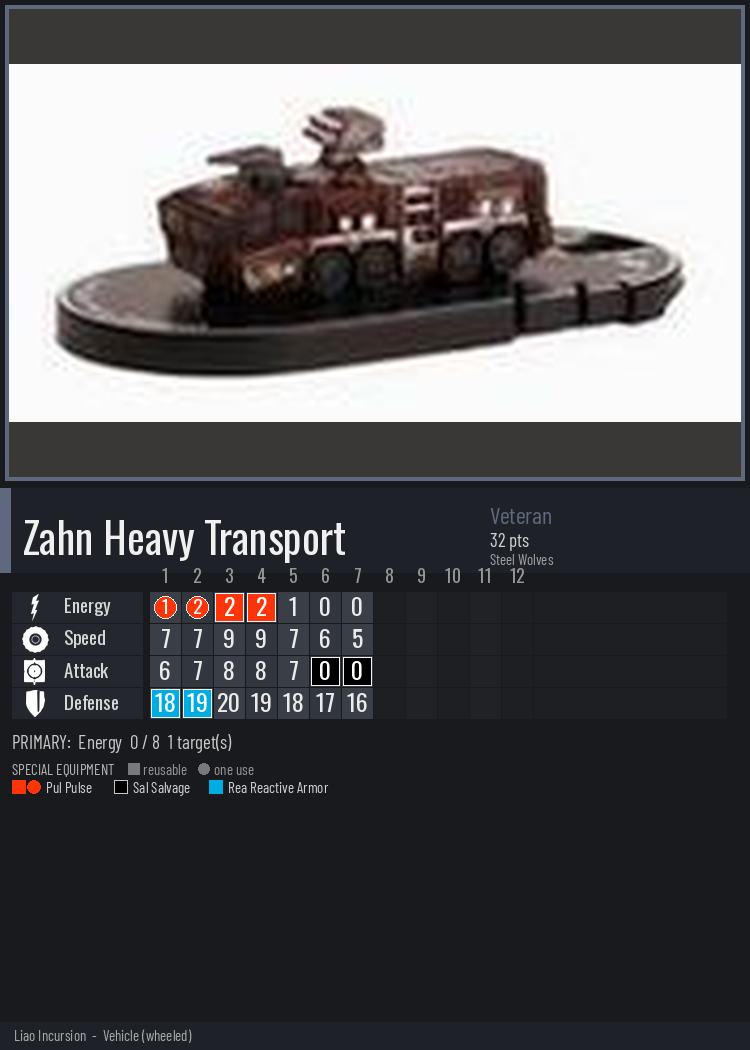 Zahn Heavy Transport
Veteran
32 pts
Steel Wolves
1 2 3 4 5 6 7 8 9 10 11 12
Energy 1 2 2 2 1 0 0
Speed 7 7 9 9 7 6 5
Attack 6 7 8 8 7 0 0
Defense 18 19 20 19 18 17 16
PRIMARY: Energy 0 / 8 1 target(s)
SPECIAL EQUIPMENT reusable one use
Pul Pulse Sal Salvage Rea Reactive Armor
Liao Incursion - Vehicle (wheeled)